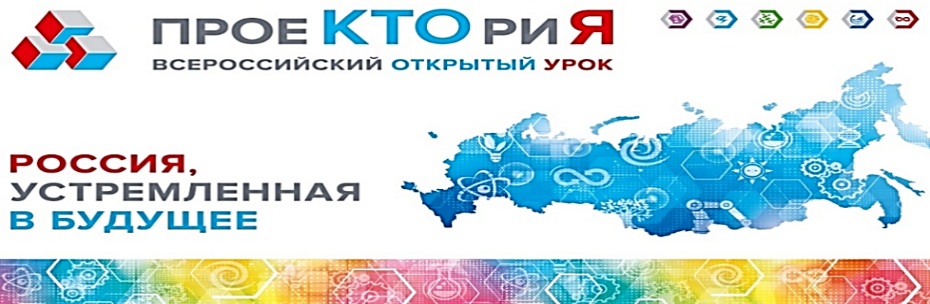 ПРОЕКТОРИЯ
ВСЕРОССИЙСКИЙ ОТКРЫТЫЙ УРОК
РОССИЯ,
УСТРЕМЛЕННАЯ
В БУДУЩЕЕ